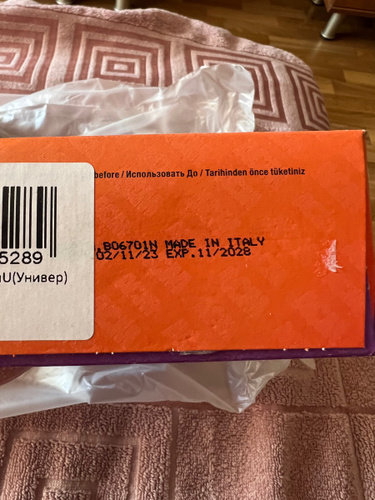 before / Использовать До / Tarihinden önce tüketiniz
.B06701N MADE IN ITALY
02/11/23 EXP.11/2028
5289
U(Универ)